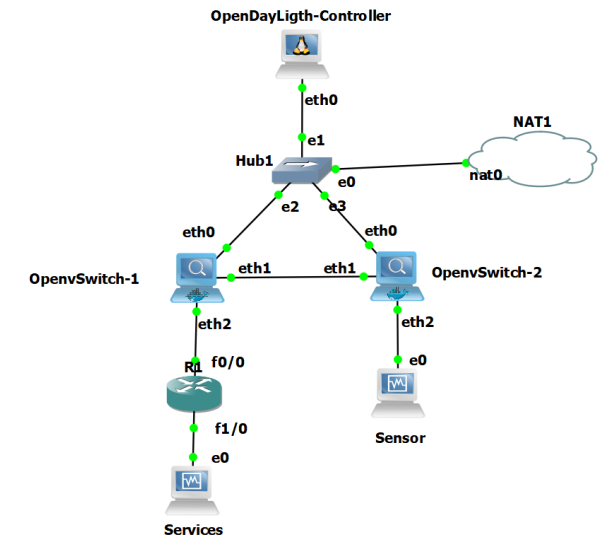 OpenDayLigth-Controller
eth0
e1
NAT1
Hub1
e0
nat0
e2
e3
eth0
eth0
OpenvSwitch-1
eth1
eth1
OpenvSwitch-2
eth2
eth2
R1
f0/0
e0
f1/0
Sensor
e0
Services